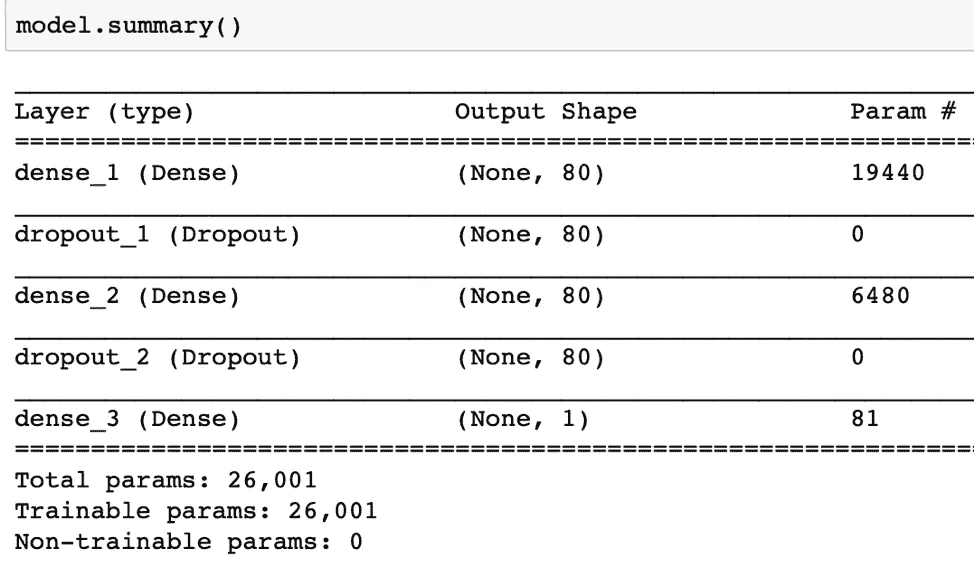 model.summary()
Layer (type) Output Shape Param #
dense_1 (Dense) (None, 80) 19440
dropout_1 (Dropout) (None, 80) 0
dense_2 (Dense) (None, 80) 6480
dropout_2 (Dropout) (None, 80) 0
dense_3 (Dense) (None, 1) 81
Total params: 26,001
Trainable params: 26,001
Non-trainable params: 0